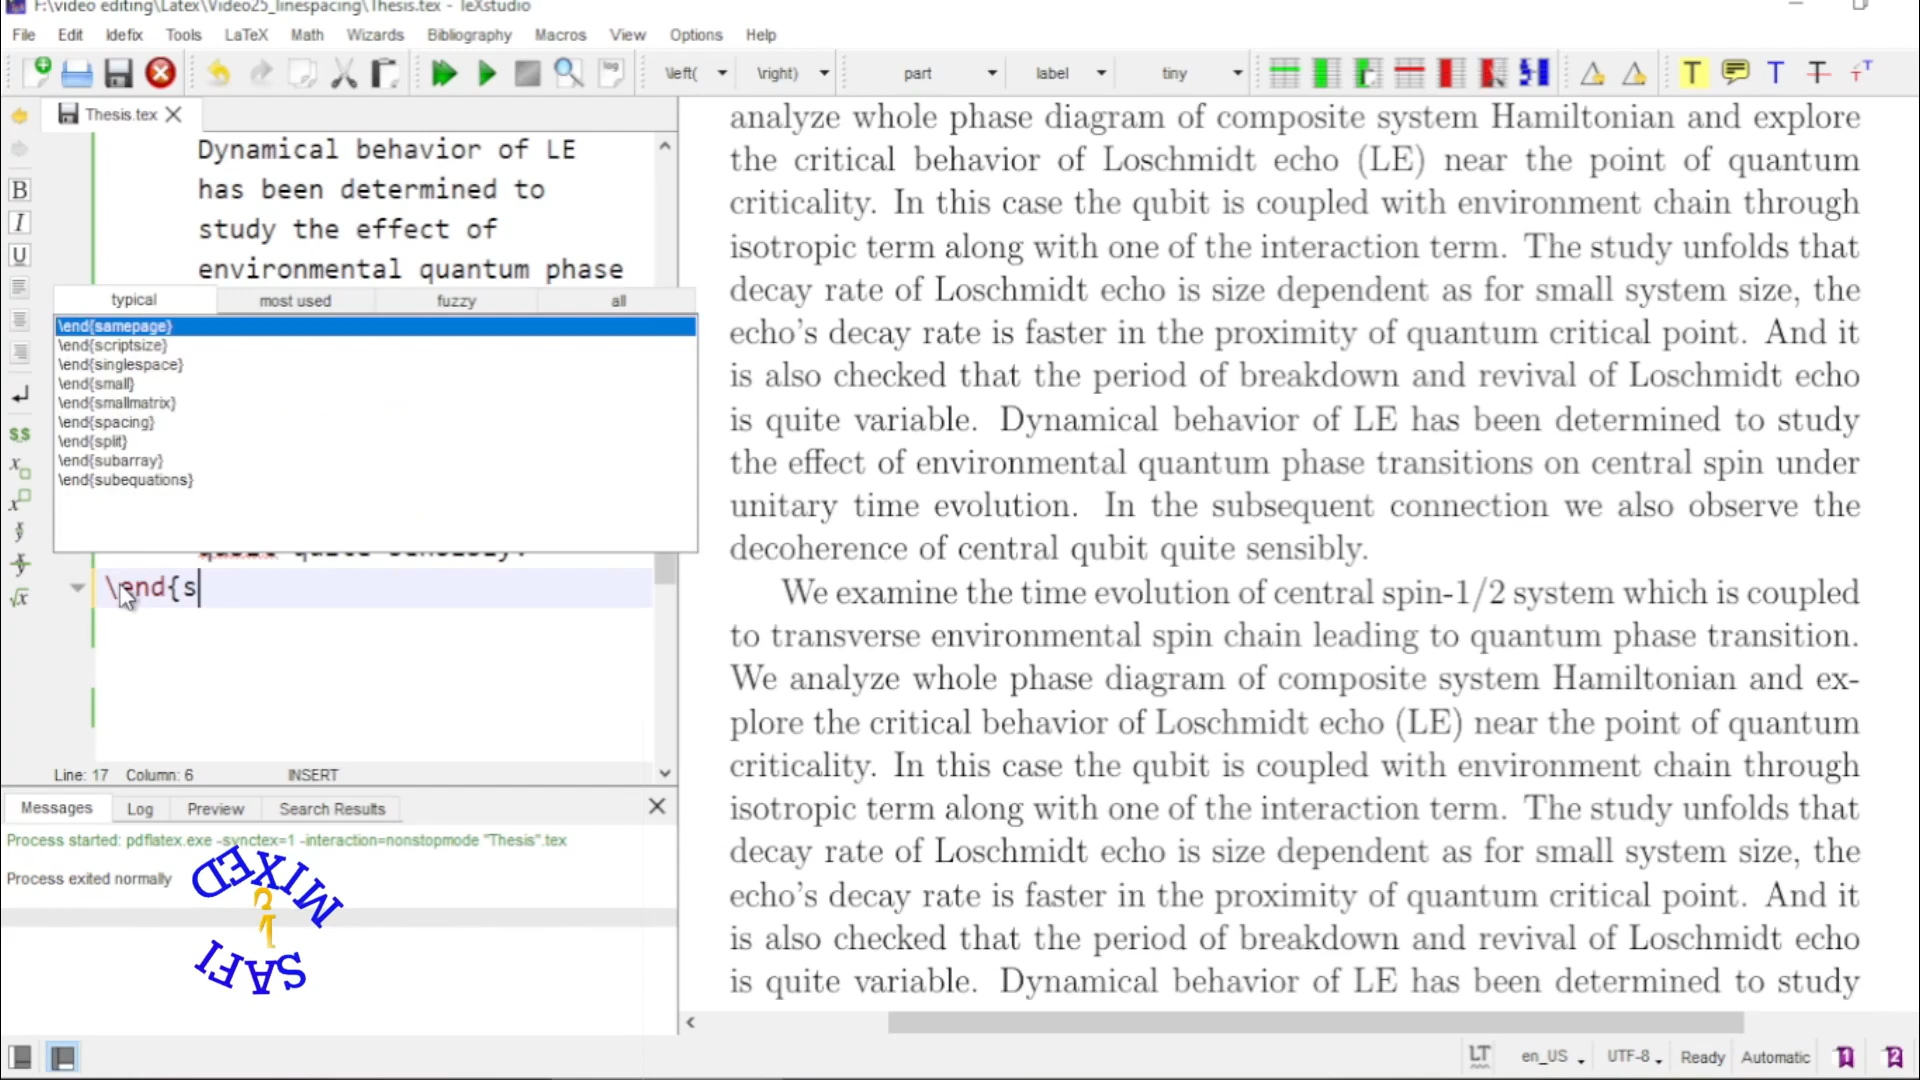 F:\video editing\Latex\Video25_linespacing\Thesis.tex - TeXstudio
File Edit Idefix Tools LaTeX Math Wizards Bibliography Macros View Options Help
\left( \right) part label tiny
Thesis.tex
Dynamical behavior of LE
has been determined to
study the effect of
environmental quantum phase
typical most used fuzzy all
\end{samepage}
\end{scriptsize}
\end{singlespace}
\end{small}
\end{smallmatrix}
\end{spacing}
\end{split}
\end{subarray}
\end{subequations}
qubit quite sensibly.
\end{s
Line: 17 Column: 6 INSERT
Messages Log Preview Search Results
Process started: pdflatex.exe -synctex=1 -interaction=nonstopmode "Thesis".tex
Process exited normally
MIXED
SAFI
analyze whole phase diagram of composite system Hamiltonian and explore
the critical behavior of Loschmidt echo (LE) near the point of quantum
criticality. In this case the qubit is coupled with environment chain through
isotropic term along with one of the interaction term. The study unfolds that
decay rate of Loschmidt echo is size dependent as for small system size, the
echo's decay rate is faster in the proximity of quantum critical point. And it
is also checked that the period of breakdown and revival of Loschmidt echo
is quite variable. Dynamical behavior of LE has been determined to study
the effect of environmental quantum phase transitions on central spin under
unitary time evolution. In the subsequent connection we also observe the
decoherence of central qubit quite sensibly.
We examine the time evolution of central spin-1/2 system which is coupled
to transverse environmental spin chain leading to quantum phase transition.
We analyze whole phase diagram of composite system Hamiltonian and ex-
plore the critical behavior of Loschmidt echo (LE) near the point of quantum
criticality. In this case the qubit is coupled with environment chain through
isotropic term along with one of the interaction term. The study unfolds that
decay rate of Loschmidt echo is size dependent as for small system size, the
echo's decay rate is faster in the proximity of quantum critical point. And it
is also checked that the period of breakdown and revival of Loschmidt echo
is quite variable. Dynamical behavior of LE has been determined to study
LT en_US UTF-8 Ready Automatic 1 2